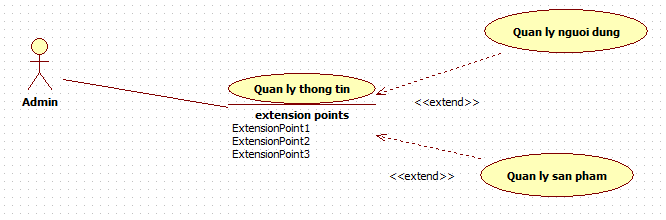 Quan ly nguoi dung
Quan ly thong tin
Admin
<<extend>>
extension points
ExtensionPoint1
ExtensionPoint2
ExtensionPoint3
Quan ly san pham
<<extend>>